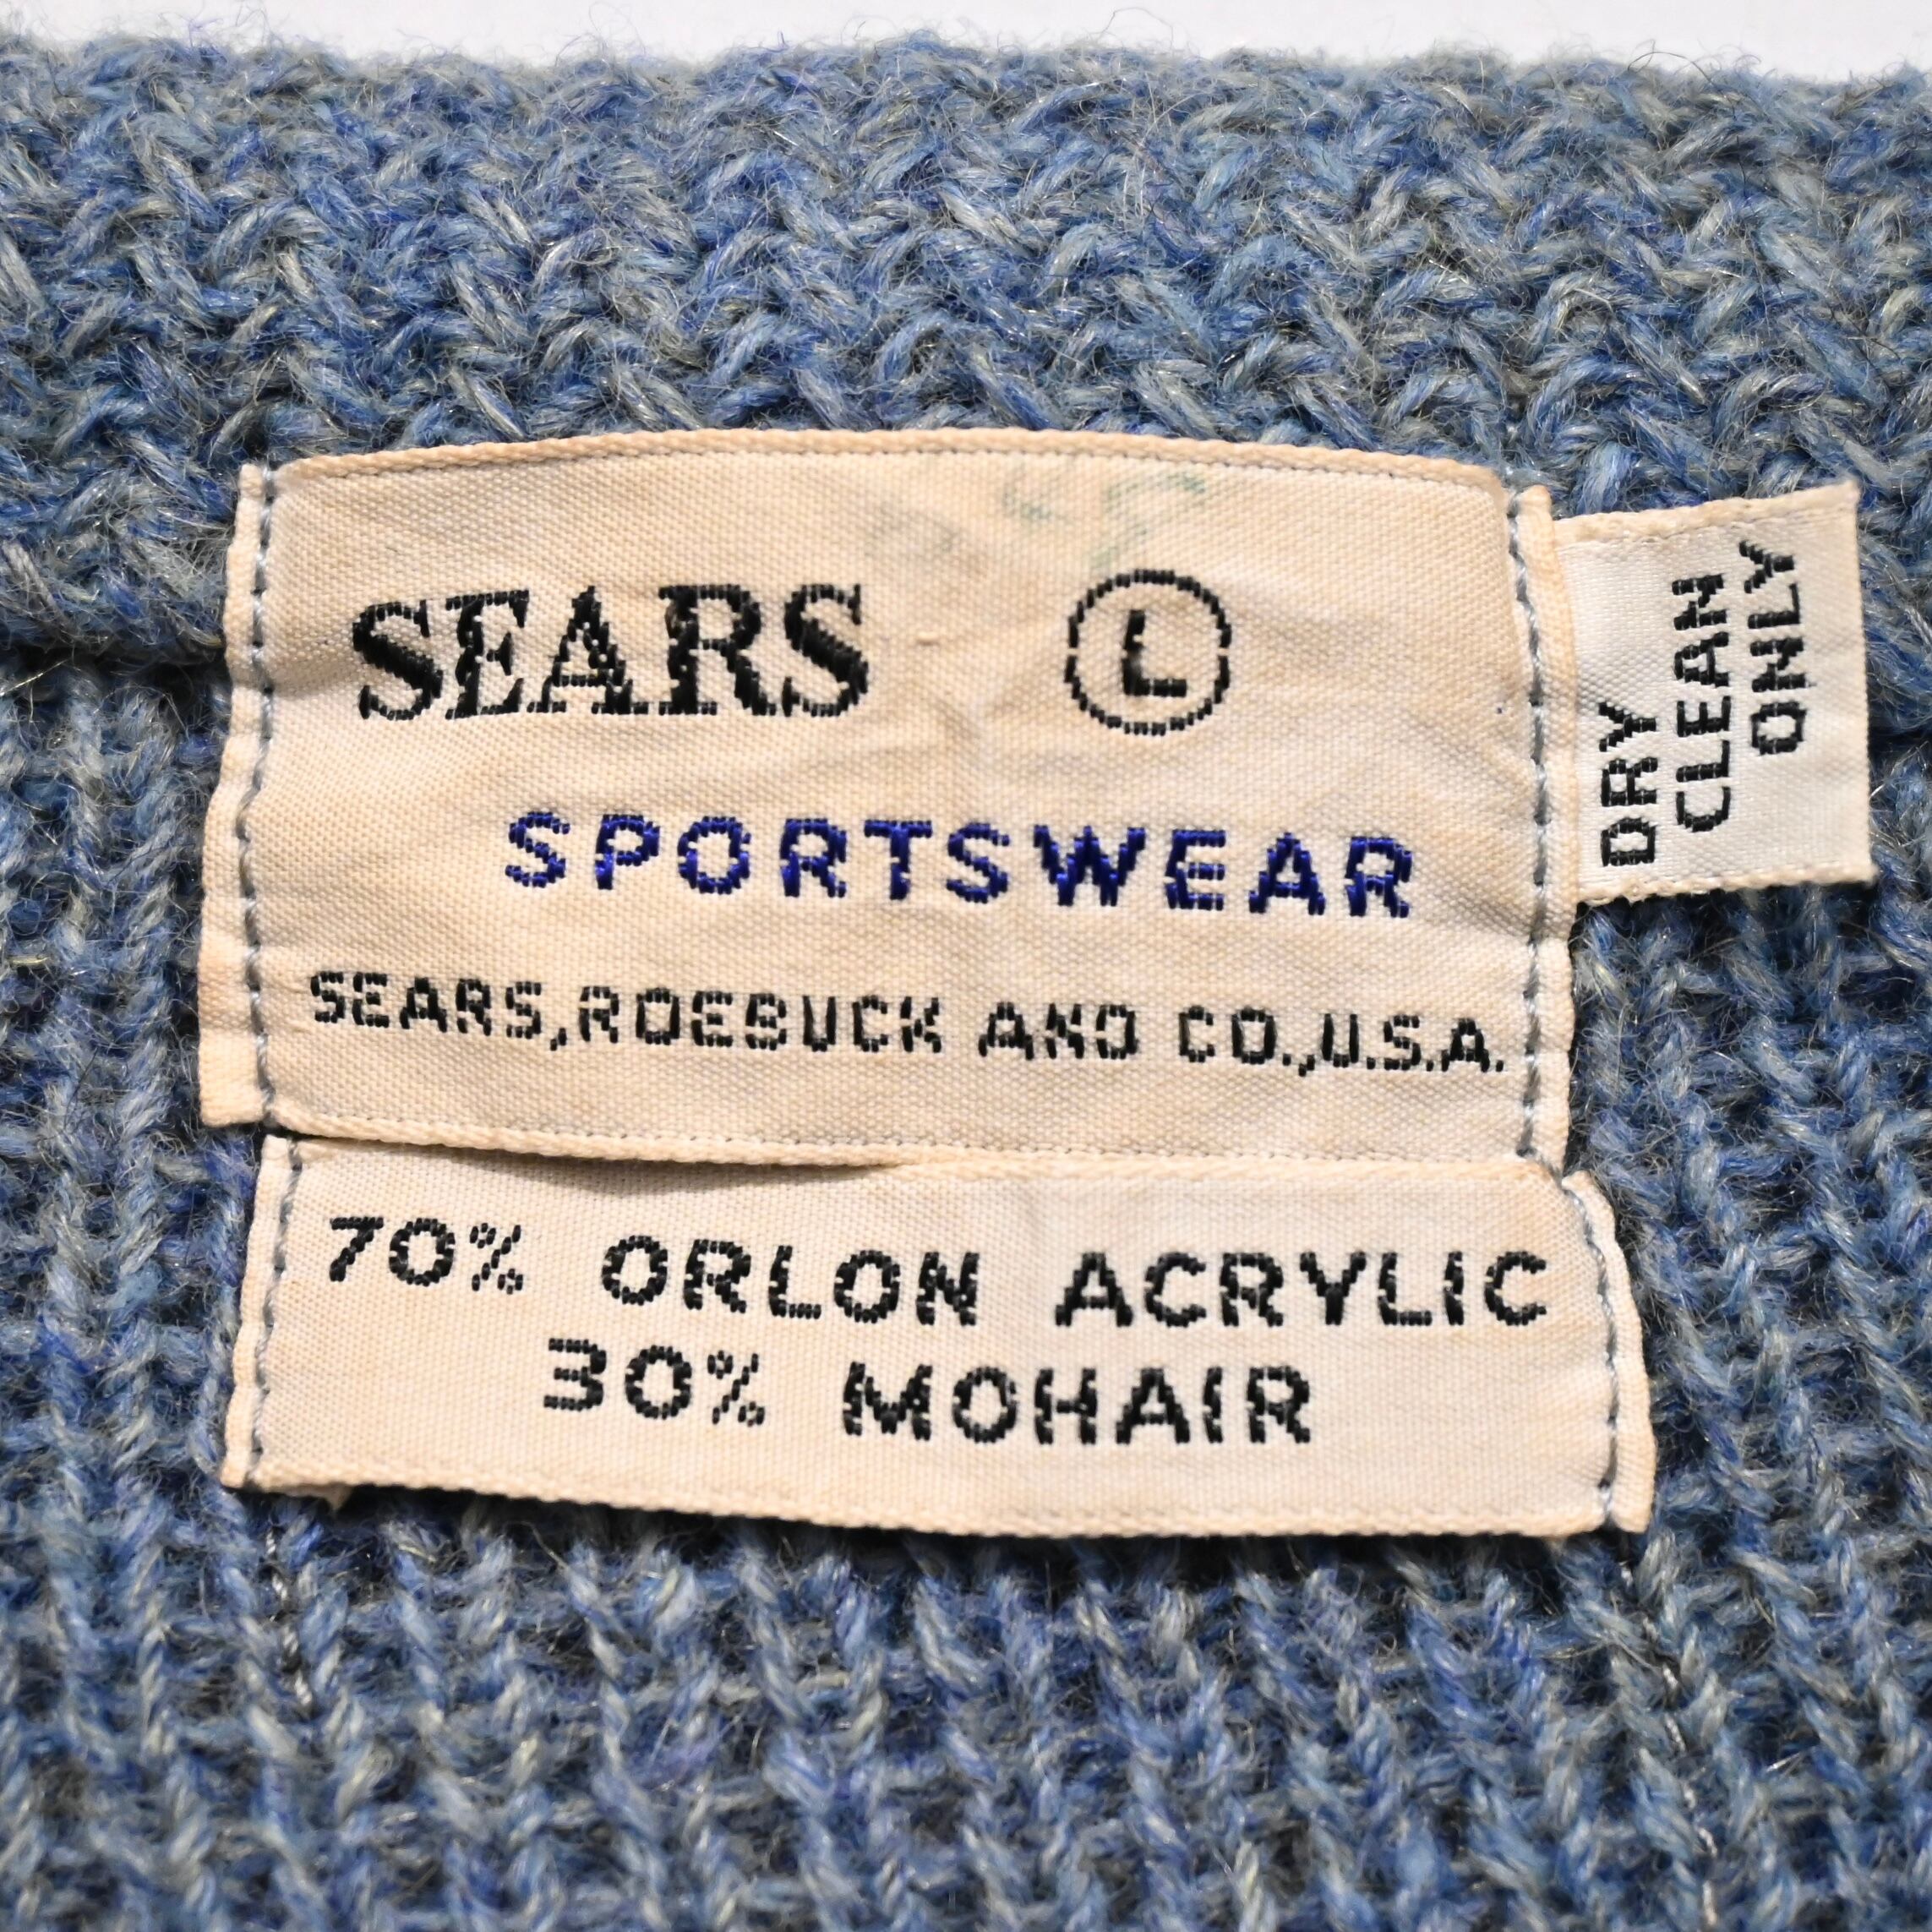 SEARS Ⓛ
SPORTSWEAR
SEARS,ROEBUCK AND CO.,U.S.A.
70% ORLON ACRYLIC
30% MOHAIR
DRY
CLEAN
ONLY